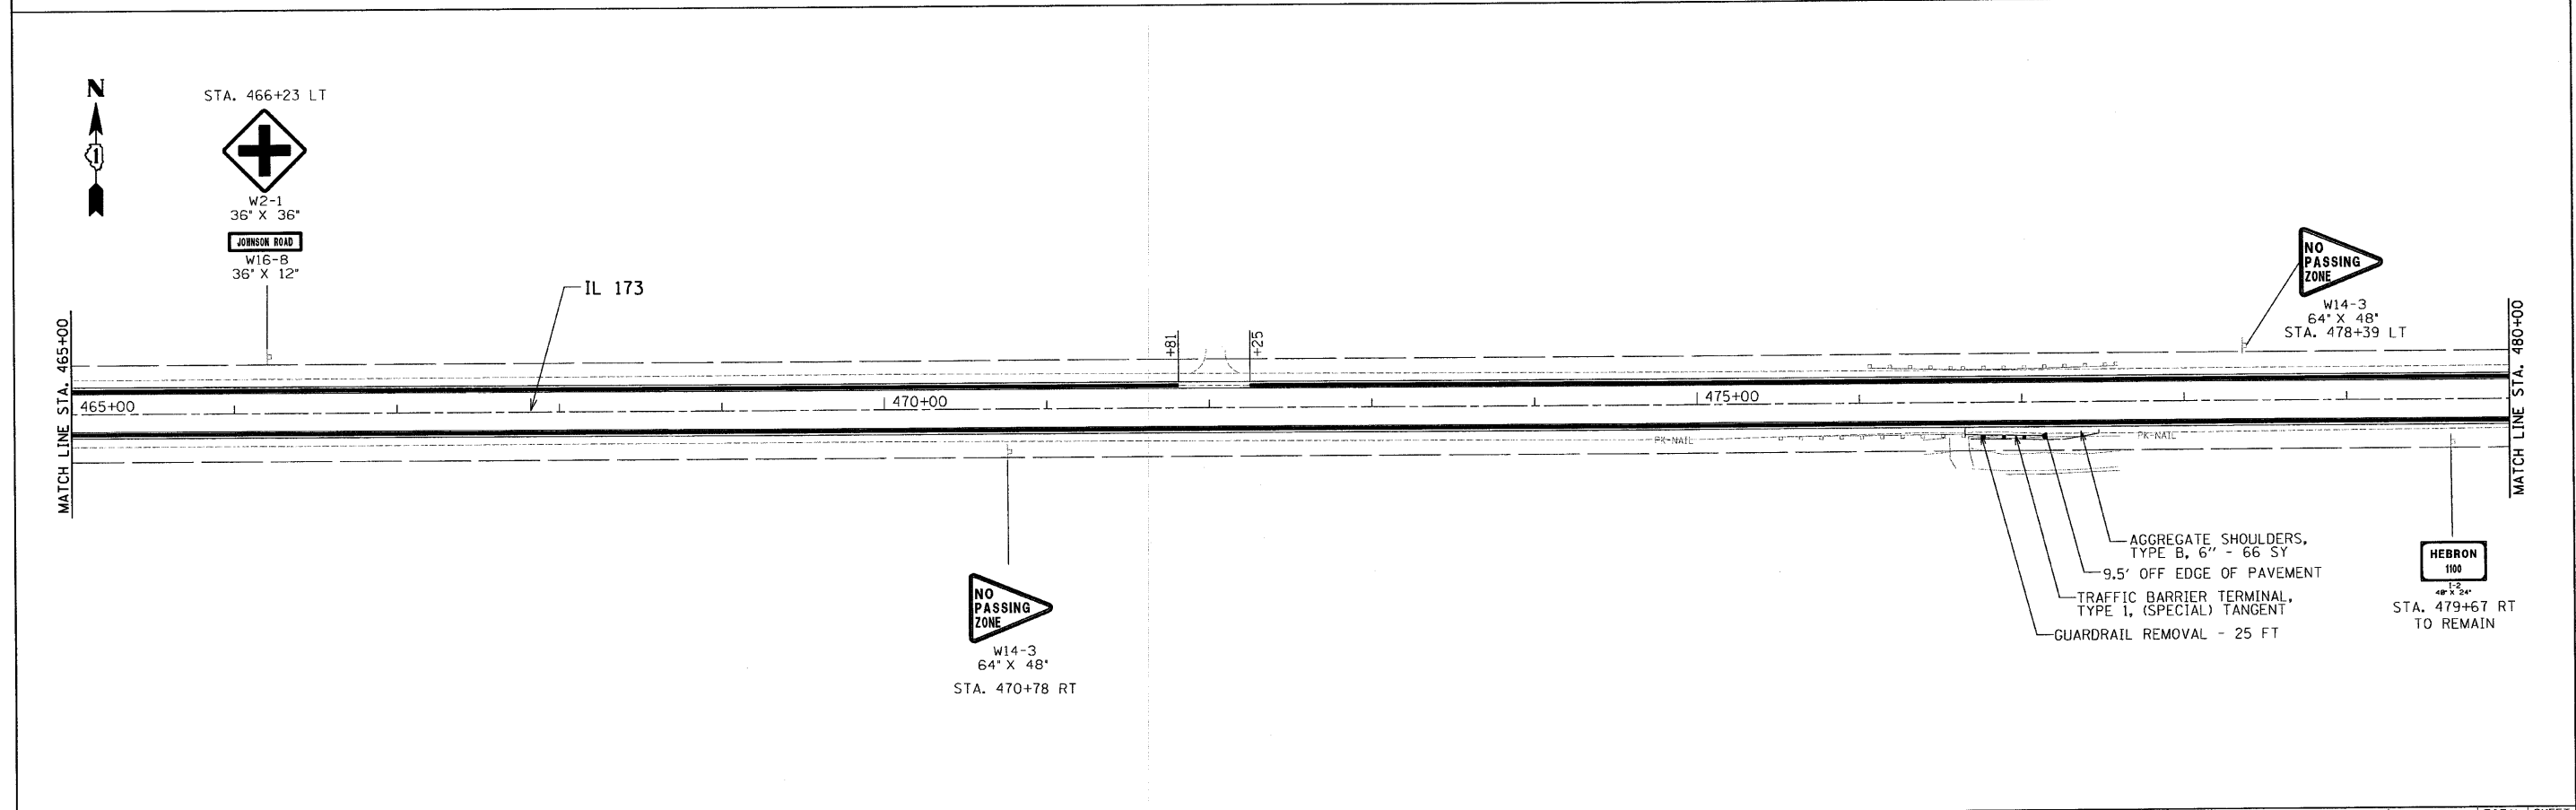 N
1
STA. 466+23 LT
W2-1
36" X 36"
JOHNSON ROAD
W16-8
36" X 12"
IL 173
NO
PASSING
ZONE
W14-3
64" X 48"
STA. 478+39 LT
MATCH LINE STA. 465+00
+81
+25
MATCH LINE STA. 480+00
465+00
470+00
475+00
PK-NAIL
PK-NAIL
AGGREGATE SHOULDERS,
TYPE B, 6" - 66 SY
9.5' OFF EDGE OF PAVEMENT
TRAFFIC BARRIER TERMINAL,
TYPE 1, (SPECIAL) TANGENT
GUARDRAIL REMOVAL - 25 FT
HEBRON
1100
I-2
48" X 24"
STA. 479+67 RT
TO REMAIN
NO
PASSING
ZONE
W14-3
64" X 48"
STA. 470+78 RT